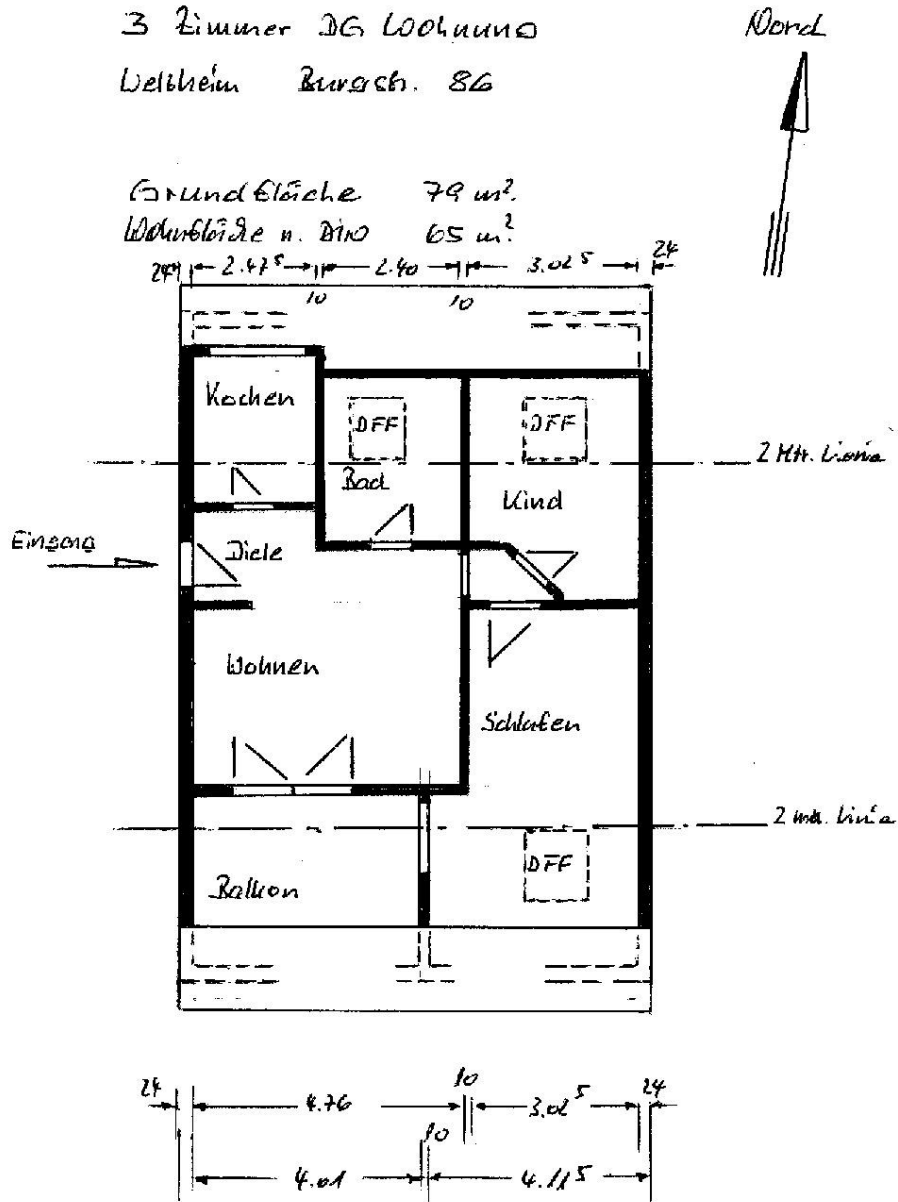 3 Zimmer DG Wohnung
Nord
Burgstr. 86
Grundfläche 79 m².
Wohnfläche n. 65 m².
24 2.47⁵ 2.40 3.02⁵ 24
10 10
Kochen
DFF
DFF
2 Mtr. Linie
Bad
Kind
Eingang
Diele
Wohnen
Schlafen
2 mtr. Linie
DFF
Balkon
24 4.76 10 3.02⁵ 24
10
4.01 4.11⁵